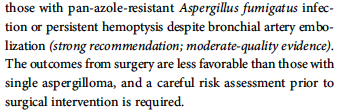 those with pan-azole-resistant Aspergillus fumigatus infec-
tion or persistent hemoptysis despite bronchial artery embo-
lization (strong recommendation; moderate-quality evidence).
The outcomes from surgery are less favorable than those with
single aspergilloma, and a careful risk assessment prior to
surgical intervention is required.